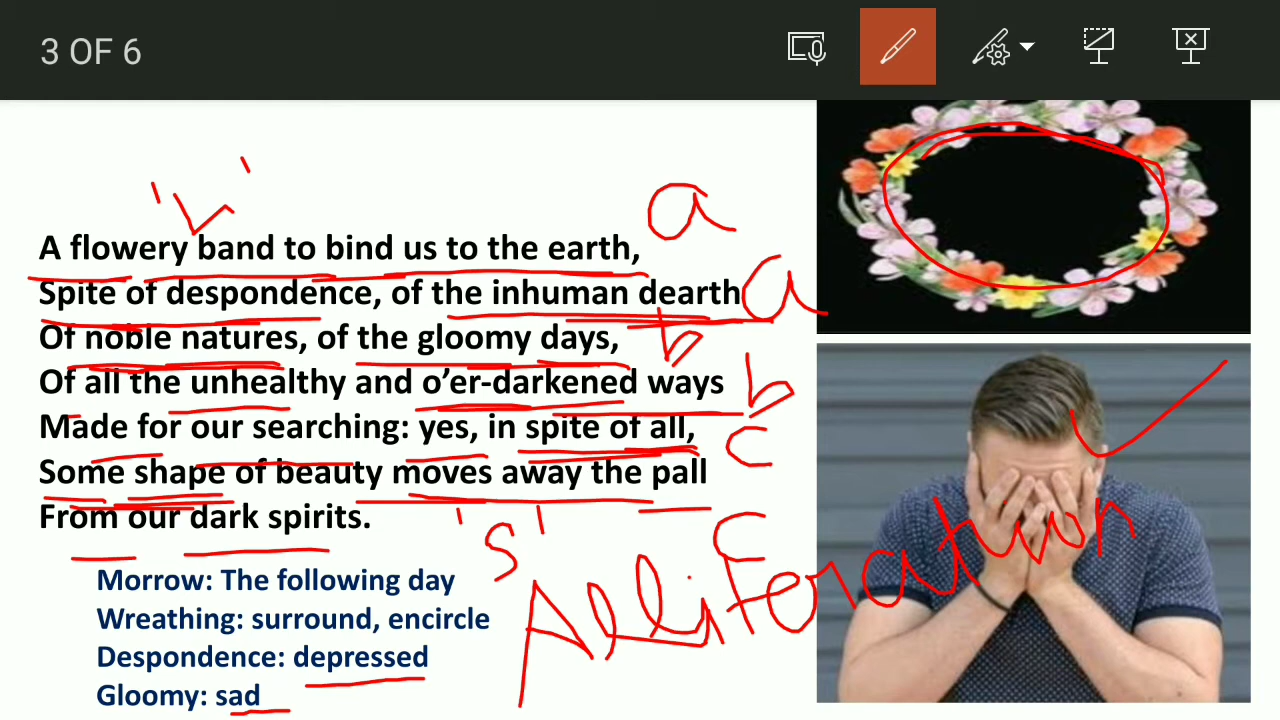 3 OF 6
A flowery band to bind us to the earth,
Spite of despondence, of the inhuman dearth
Of noble natures, of the gloomy days,
Of all the unhealthy and o’er-darkened ways
Made for our searching: yes, in spite of all,
Some shape of beauty moves away the pall
From our dark spirits.
Morrow: The following day
Wreathing: surround, encircle
Despondence: depressed
Gloomy: sad
a
a
b
b
c
c
's'
Alliteration